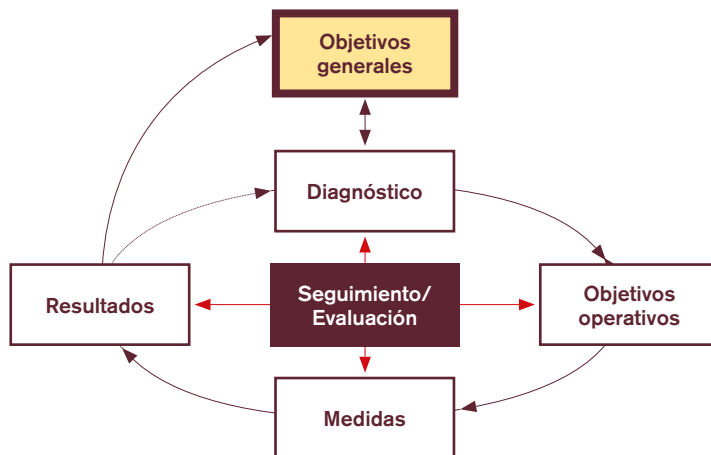 Objetivos
generales
Diagnóstico
Resultados
Seguimiento/
Evaluación
Objetivos
operativos
Medidas